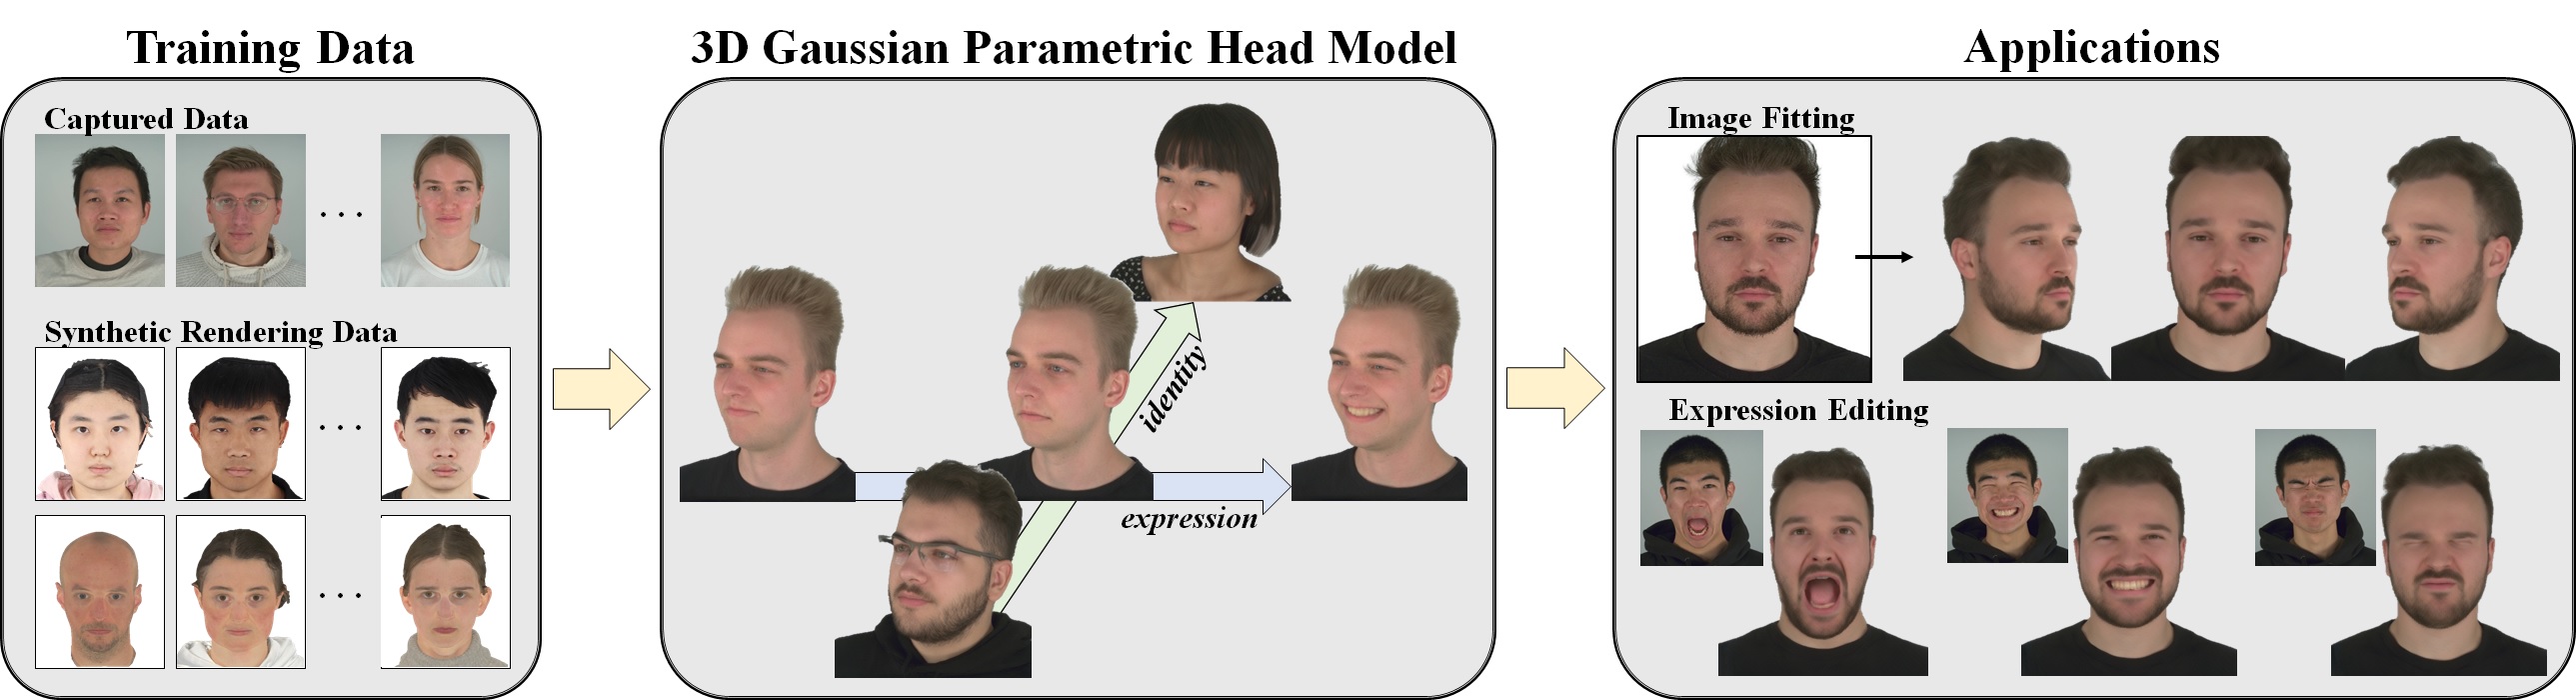 Training Data
Captured Data
. . .
Synthetic Rendering Data
. . .
. . .
3D Gaussian Parametric Head Model
identity
expression
Applications
Image Fitting
Expression Editing